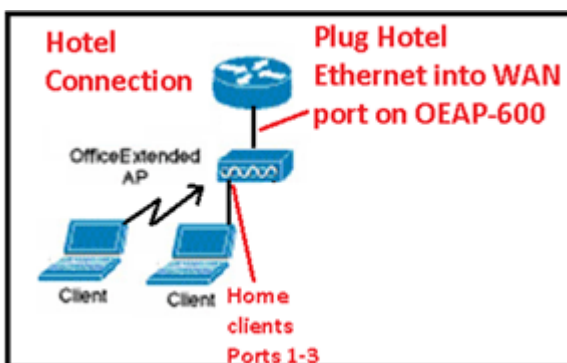 Hotel
Connection
Plug Hotel
Ethernet into WAN
port on OEAP-600
OfficeExtended
AP
Client
Client
Home
clients
Ports 1-3